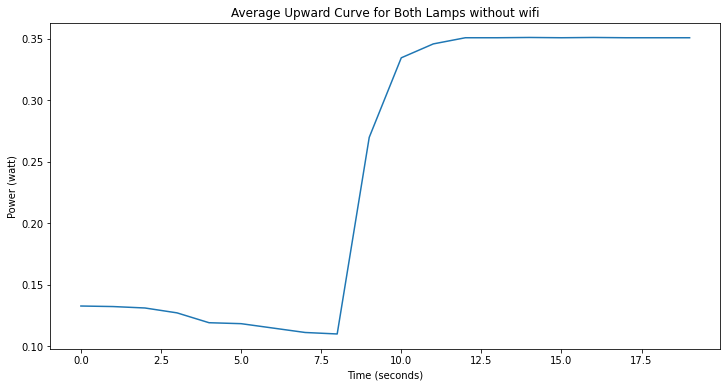 Average Upward Curve for Both Lamps without wifi
0.35
0.30
0.25
0.20
0.15
0.10
Power (watt)
0.0 2.5 5.0 7.5 10.0 12.5 15.0 17.5
Time (seconds)